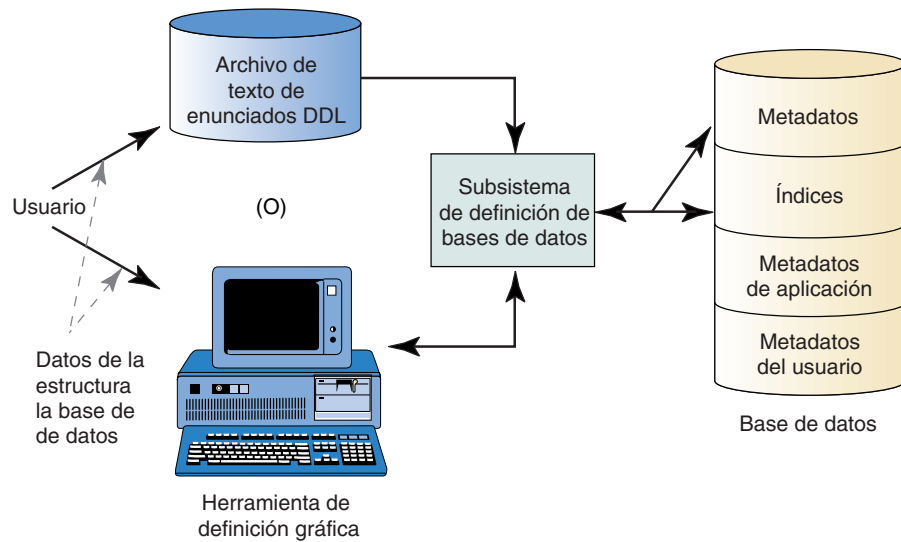 Archivo de
texto de
enunciados DDL
Usuario
(O)
Subsistema
de definición de
bases de datos
Metadatos
Índices
Metadatos
de aplicación
Metadatos
del usuario
Base de datos
Datos de la
estructura
la base de
de datos
Herramienta de
definición gráfica